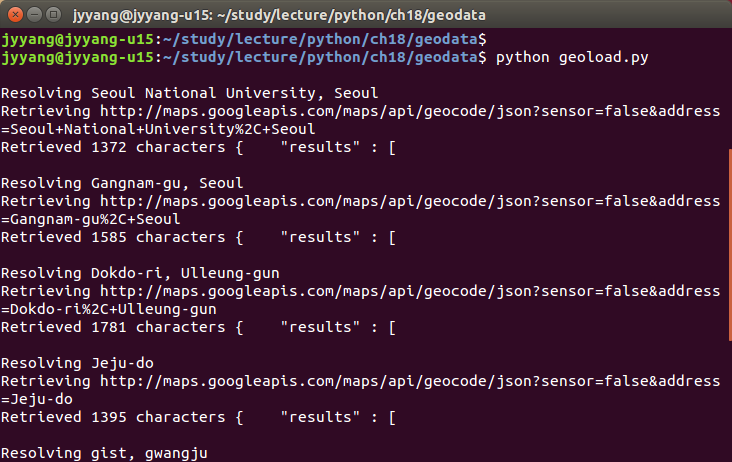 jyyang@jyyang-u15: ~/study/lecture/python/ch18/geodata
jyyang@jyyang-u15:~/study/lecture/python/ch18/geodata$
jyyang@jyyang-u15:~/study/lecture/python/ch18/geodata$ python geoload.py
Resolving Seoul National University, Seoul
Retrieving http://maps.googleapis.com/maps/api/geocode/json?sensor=false&address
=Seoul+National+University%2C+Seoul
Retrieved 1372 characters {    "results" : [
Resolving Gangnam-gu, Seoul
Retrieving http://maps.googleapis.com/maps/api/geocode/json?sensor=false&address
=Gangnam-gu%2C+Seoul
Retrieved 1585 characters {    "results" : [
Resolving Dokdo-ri, Ulleung-gun
Retrieving http://maps.googleapis.com/maps/api/geocode/json?sensor=false&address
=Dokdo-ri%2C+Ulleung-gun
Retrieved 1781 characters {    "results" : [
Resolving Jeju-do
Retrieving http://maps.googleapis.com/maps/api/geocode/json?sensor=false&address
=Jeju-do
Retrieved 1395 characters {    "results" : [
Resolving gist, gwangju